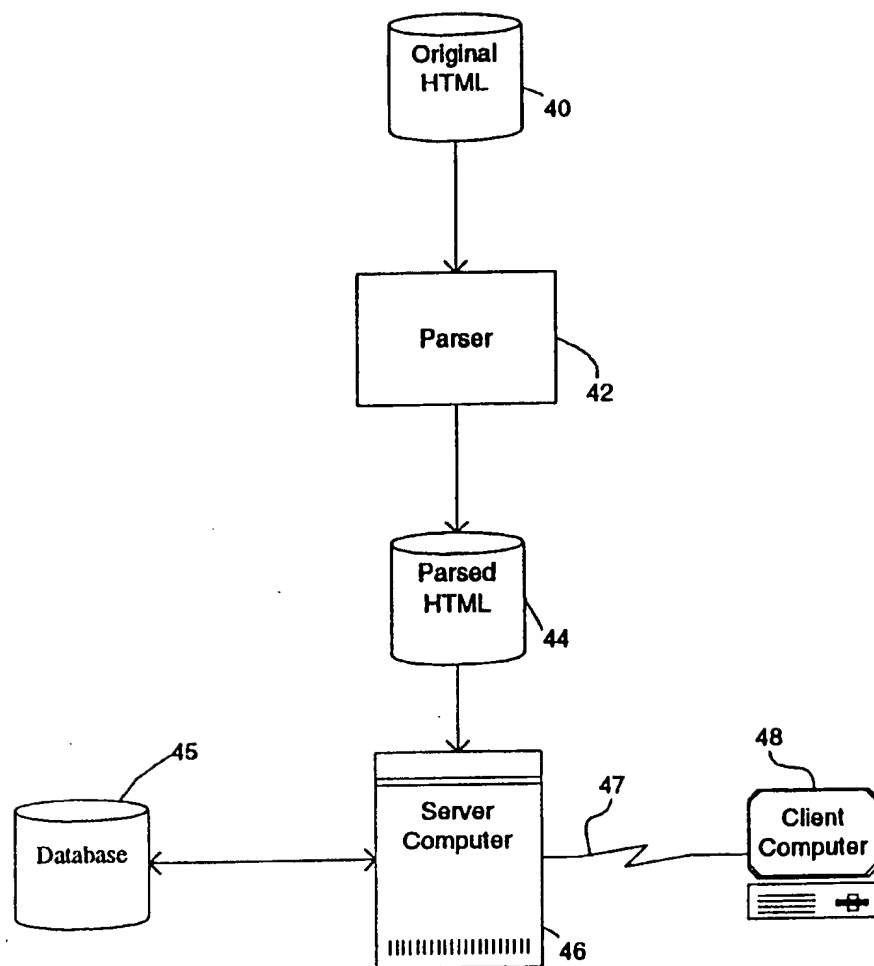 Original
HTML
40
Parser
42
Parsed
HTML
44
45
Database
Server
Computer
46
47
48
Client
Computer